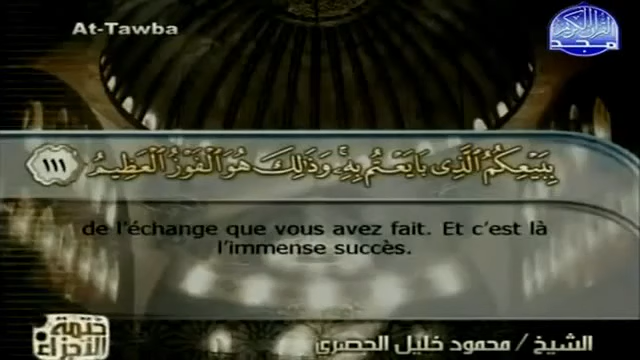 At-Tawba
القرآن الكريم
مجد
بِبَيْعِكُمُ ٱلَّذِى بَايَعْتُم بِهِۦ ۚ وَذَٰلِكَ هُوَ ٱلْفَوْزُ ٱلْعَظِيمُ ١١١
de l'échange que vous avez fait. Et c'est là
l'immense succès.
ختمة
الأجزاء
الشيخ / محمود خليل الحصري